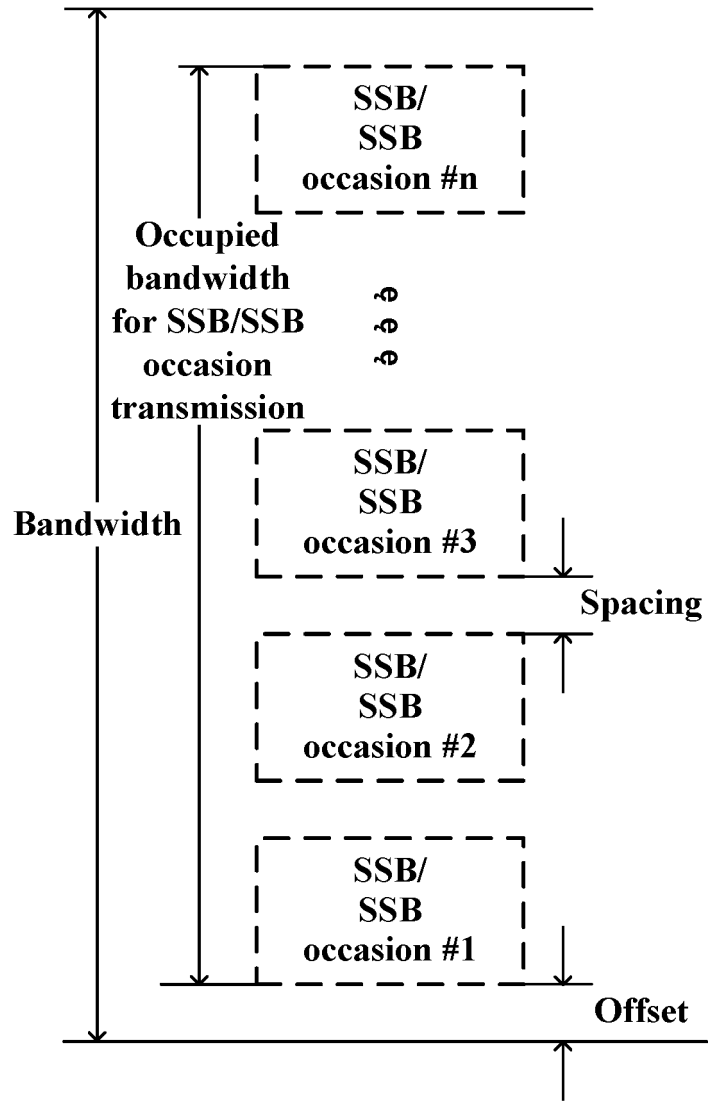 SSB/
SSB
occasion #n
Occupied
bandwidth
for SSB/SSB
occasion
transmission
SSB/
SSB
occasion #3
Bandwidth
Spacing
SSB/
SSB
occasion #2
SSB/
SSB
occasion #1
Offset